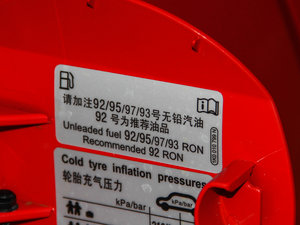 请加注92/95/97/93号无铅汽油
92 号为推荐油品
Unleaded fuel 92/95/97/93 RON
Recommended 92 RON
Cold tyre inflation pressures
轮胎充气压力
kPa/bar
kPa/bar